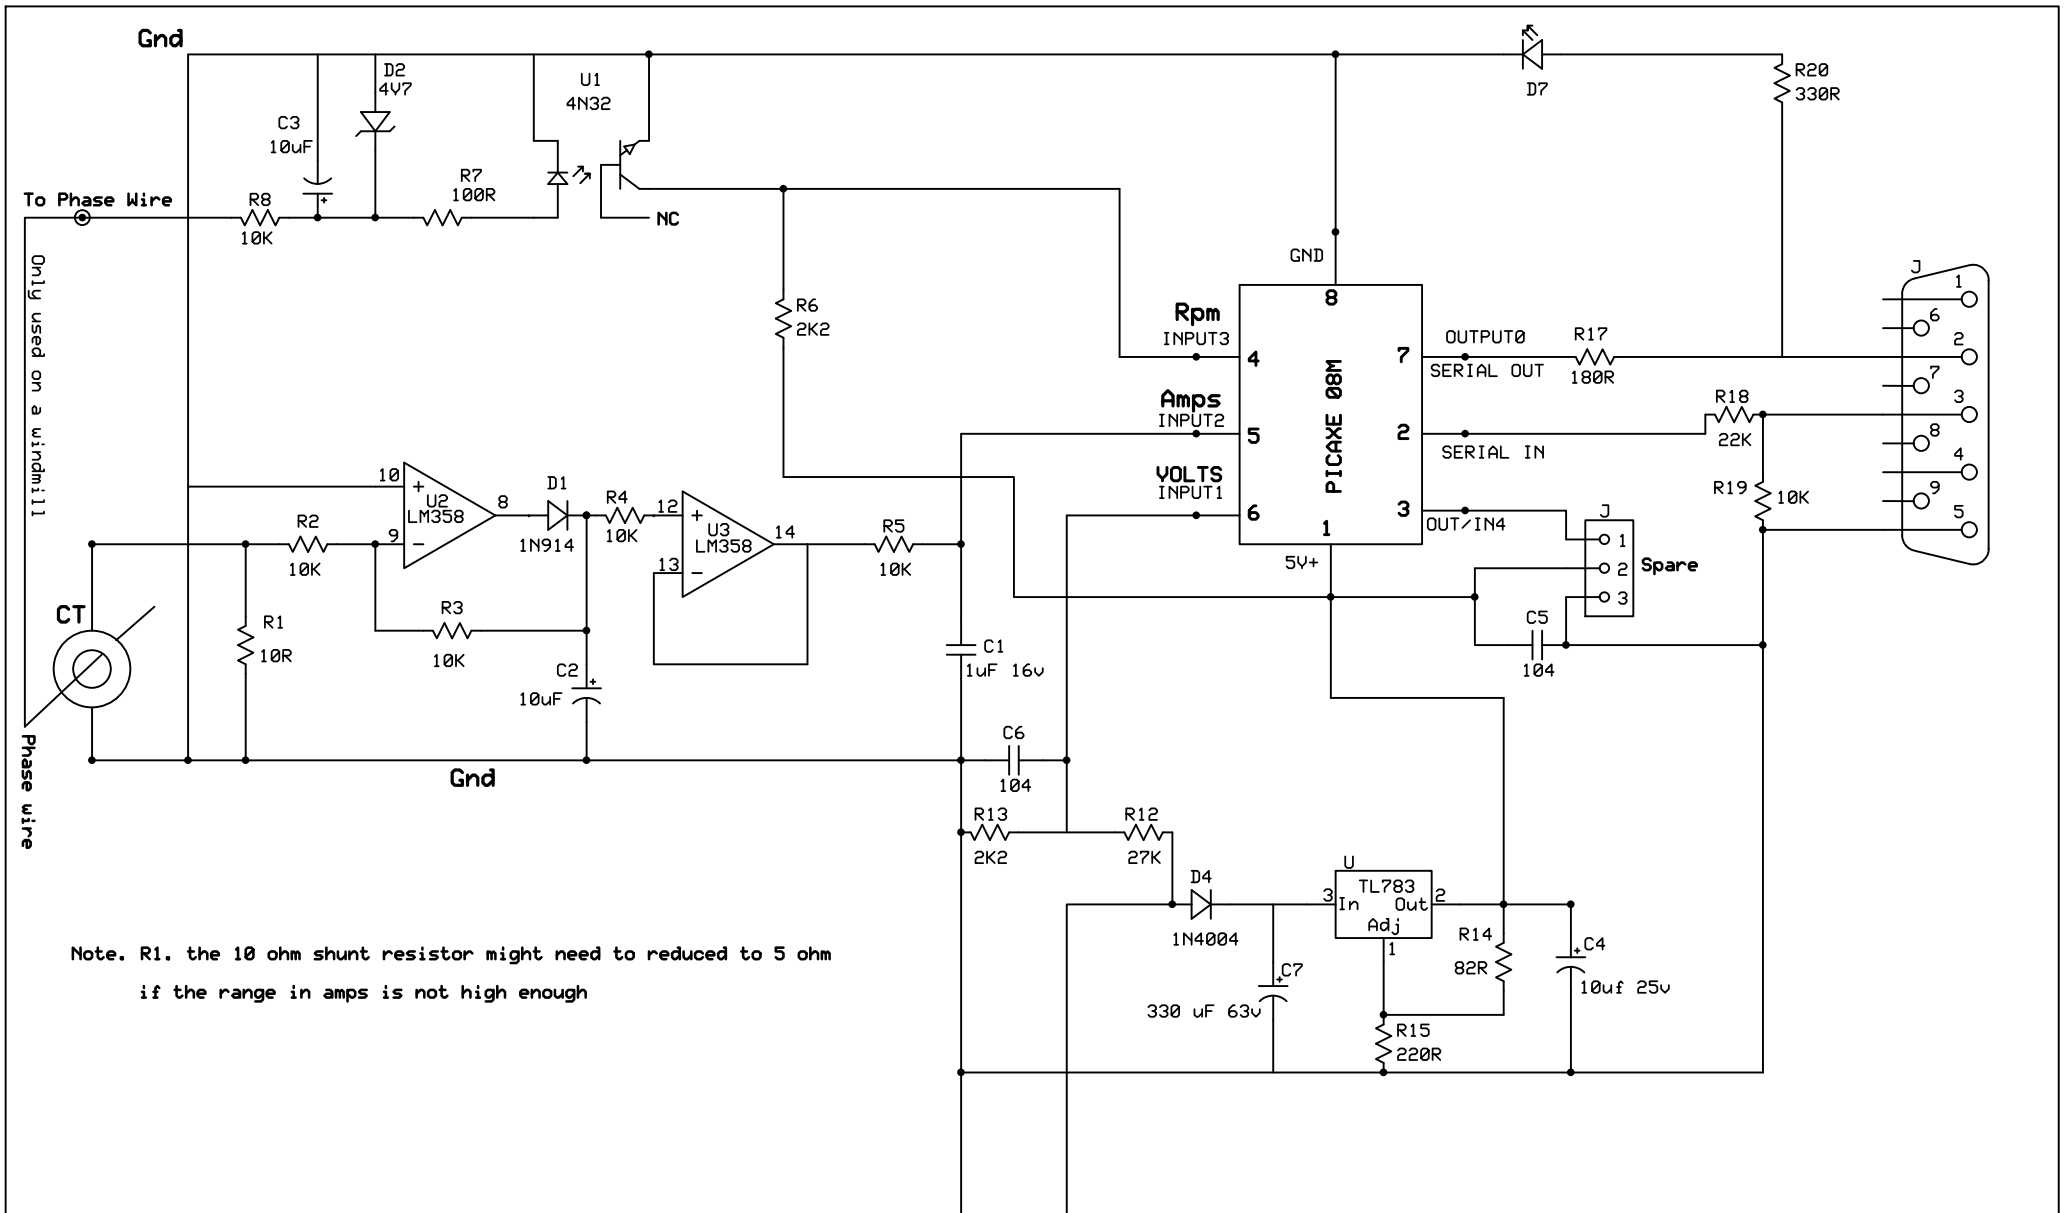 Gnd
D2
4V7
U1
4N32
D7
R20
330R
C3
10uF
+
To Phase Wire
R8
10K
R7
100R
NC
Only used on a windmill
GND
8
R6
2K2
Rpm
INPUT3
4
Amps
INPUT2
5
VOLTS
INPUT1
6
PICAXE 08M
7
2
3
1
5V+
OUTPUT0
SERIAL OUT
R17
180R
SERIAL IN
R18
22K
R19
10K
OUT/IN4
J
1
6
2
7
3
8
4
9
5
J
1
2
3
Spare
C5
104
10
+
U2
LM358
9
-
8
D1
1N914
R4
10K
12
+
U3
LM358
13
-
14
R5
10K
R2
10K
CT
R1
10R
R3
10K
C2
10uF
+
C1
1uF 16v
Phase wire
Gnd
C6
104
R13
2K2
R12
27K
D4
1N4004
U
TL783
3
In
Out
2
Adj
1
R14
82R
+
C4
10uf 25v
+
C7
330 uF 63v
R15
220R
Note. R1. the 10 ohm shunt resistor might need to reduced to 5 ohm
if the range in amps is not high enough